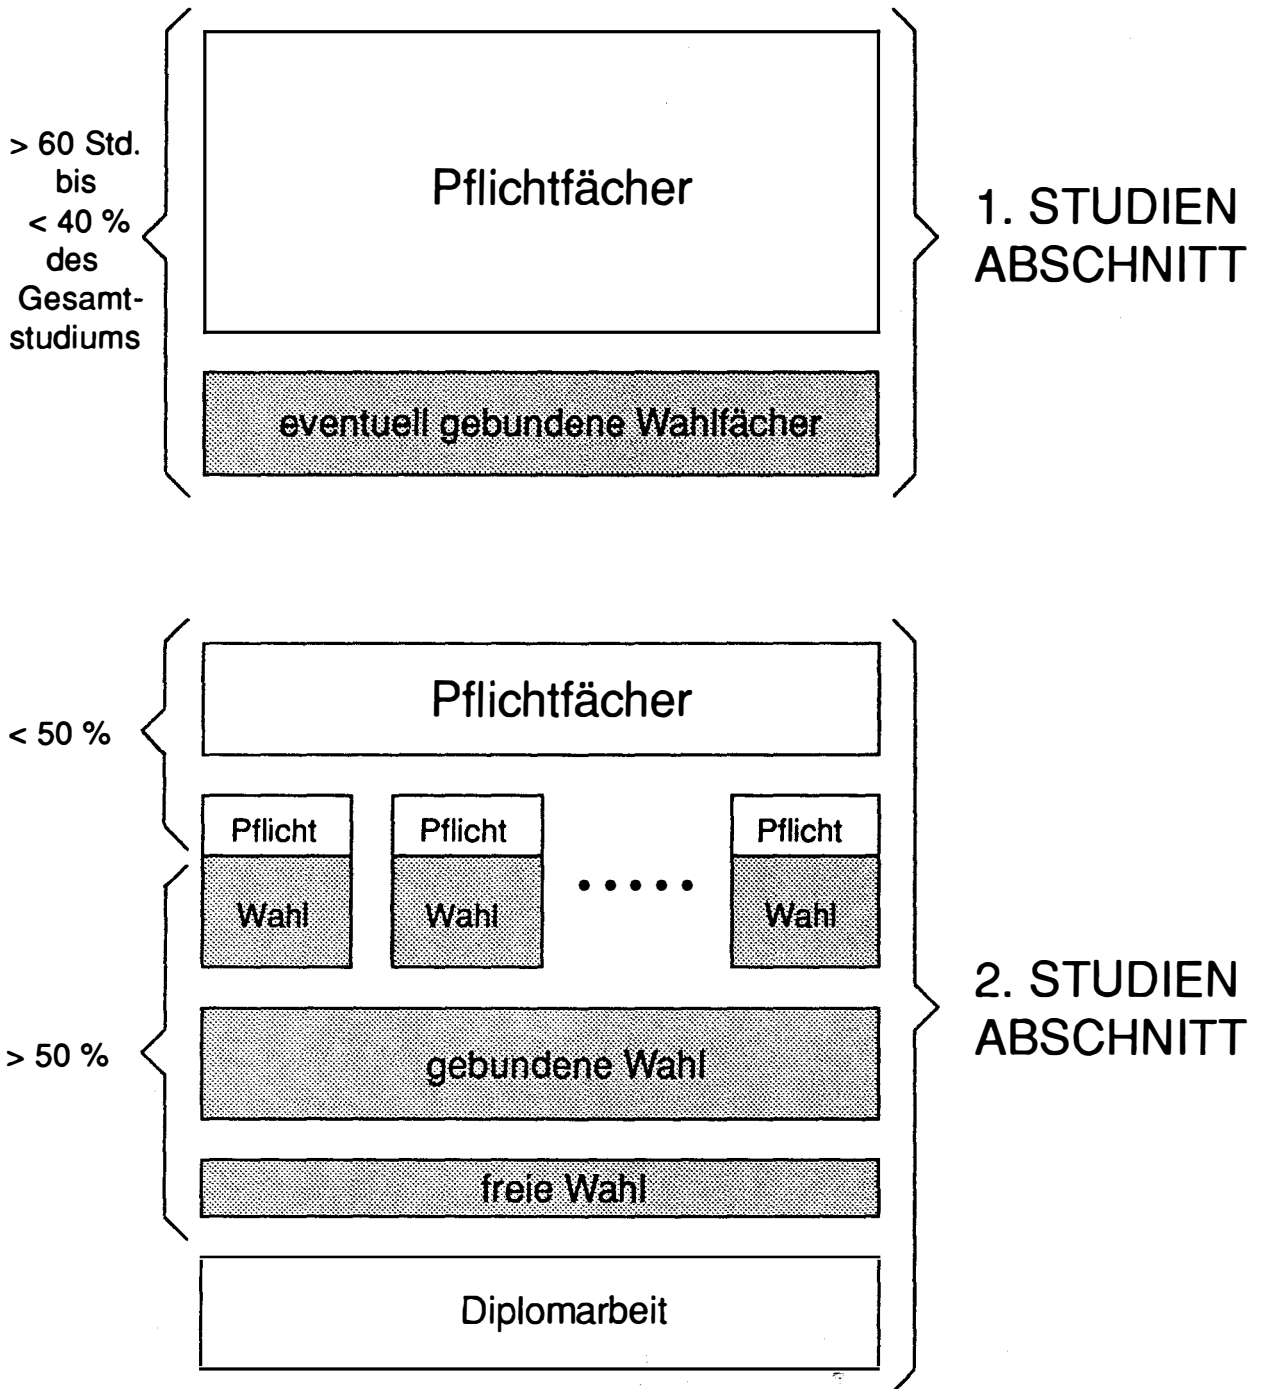 > 60 Std.
bis
< 40 %
des
Gesamt-
studiums
Pflichtfächer
eventuell gebundene Wahlfächer
1. STUDIEN
ABSCHNITT
< 50 %
Pflichtfächer
Pflicht
Wahl
Pflicht
Wahl
.....
Pflicht
Wahl
> 50 %
gebundene Wahl
freie Wahl
Diplomarbeit
2. STUDIEN
ABSCHNITT